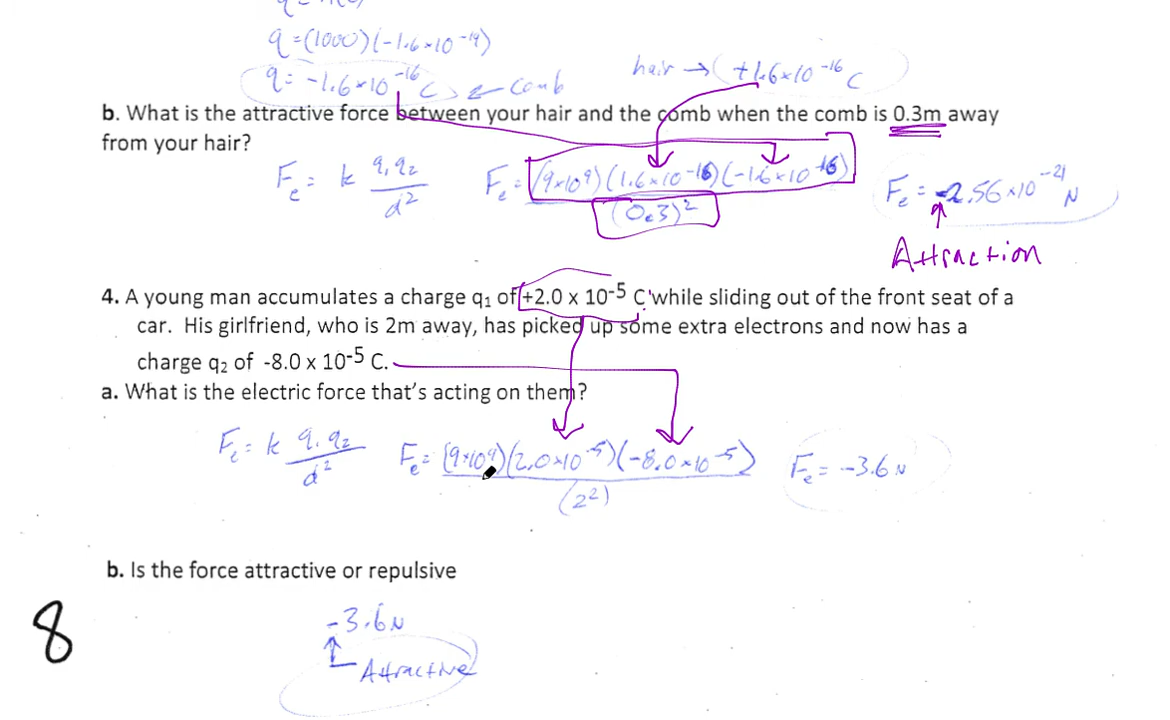 q = (1000)(-1.6×10⁻¹⁹)
q = -1.6×10⁻¹⁶ C ← comb hair → (+1.6×10⁻¹⁶ C
b. What is the attractive force between your hair and the comb when the comb is 0.3m away
from your hair?
Fe = k q₁q₂/d² Fe = (9×10⁹)(1.6×10⁻¹⁶)(-1.6×10⁻¹⁶)/(0.3)² Fe = -2.56×10⁻²¹ N
Attraction
4. A young man accumulates a charge q₁ of +2.0 x 10⁻⁵ C while sliding out of the front seat of a
car. His girlfriend, who is 2m away, has picked up some extra electrons and now has a
charge q₂ of -8.0 x 10⁻⁵ C.
a. What is the electric force that's acting on them?
Fe = k q₁q₂/d² Fe = (9×10⁹)(2.0×10⁻⁵)(-8.0×10⁻⁵)/(2²) Fe = -3.6 N
b. Is the force attractive or repulsive
8
-3.6 N
Attractive